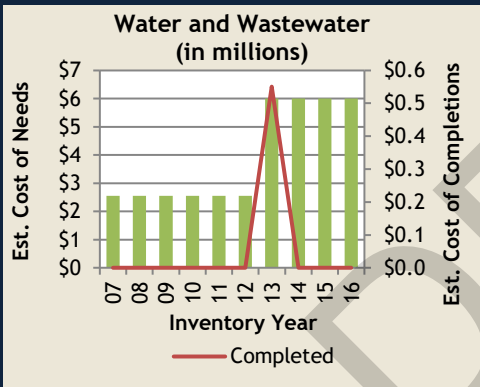 Water and Wastewater
(in millions)
Est. Cost of Needs
$7
$6
$5
$4
$3
$2
$1
$0
$0.6
$0.5
$0.4
$0.3
$0.2
$0.1
$0.0
Est. Cost of Completions
07 08 09 10 11 12 13 14 15 16
Inventory Year
Completed